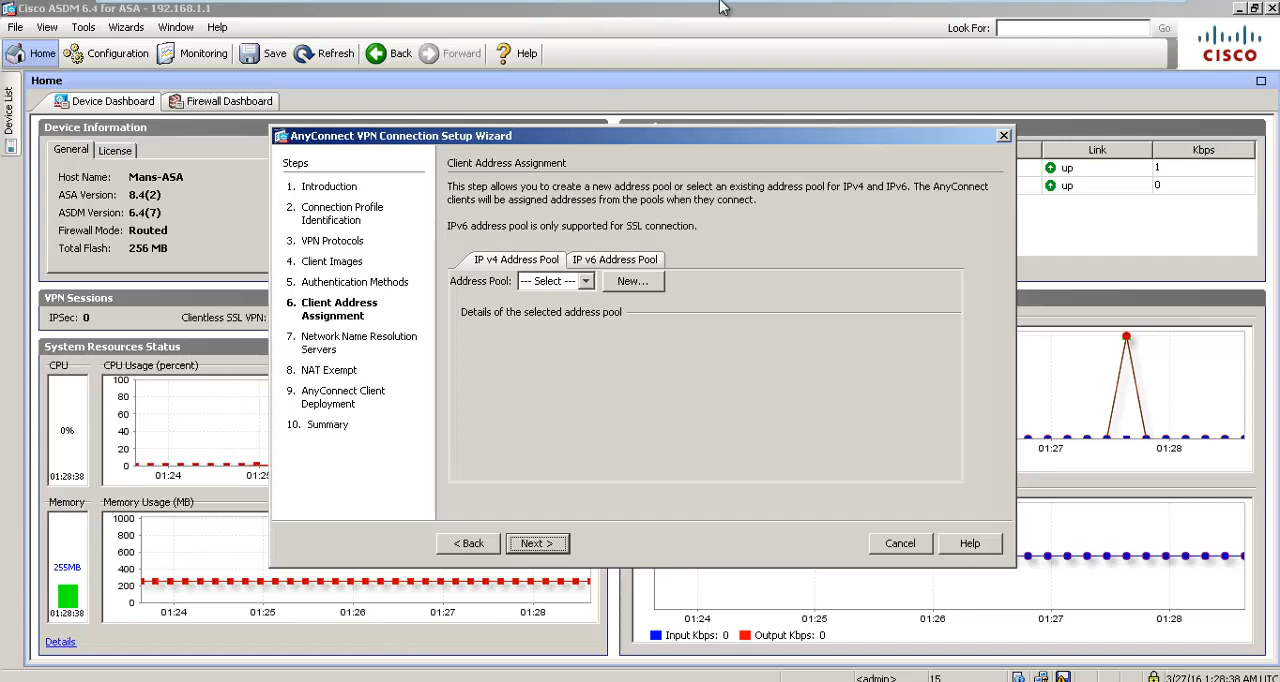 Cisco ASDM 6.4 for ASA - 192.168.1.1
File View Tools Wizards Window Help
Look For: Go
Home Configuration Monitoring Save Refresh Back Forward Help
CISCO
Home
Device List
Device Dashboard Firewall Dashboard
Device Information
General License
Host Name: Mans-ASA
ASA Version: 8.4(2)
ASDM Version: 6.4(7)
Firewall Mode: Routed
Total Flash: 256 MB
Link Kbps
up 1
up 0
VPN Sessions
IPSec: 0 Clientless SSL VPN:
System Resources Status
CPU CPU Usage (percent)
100
80
60
40
20
0
0%
01:28:38
01:24
Memory Memory Usage (MB)
1000
800
600
400
200
0
255MB
01:28:38
01:24 01:25 01:26 01:27 01:28
Details
AnyConnect VPN Connection Setup Wizard
Steps
1. Introduction
2. Connection Profile
Identification
3. VPN Protocols
4. Client Images
5. Authentication Methods
6. Client Address
Assignment
7. Network Name Resolution
Servers
8. NAT Exempt
9. AnyConnect Client
Deployment
10. Summary
Client Address Assignment
This step allows you to create a new address pool or select an existing address pool for IPv4 and IPv6. The AnyConnect
clients will be assigned addresses from the pools when they connect.
IPv6 address pool is only supported for SSL connection.
IP v4 Address Pool IP v6 Address Pool
Address Pool: --- Select --- New...
Details of the selected address pool
< Back Next > Cancel Help
01:27 01:28
01:24 01:25 01:26 01:27 01:28
Input Kbps: 0 Output Kbps: 0
<admin> 15 3/27/16 1:28:38 AM UTC